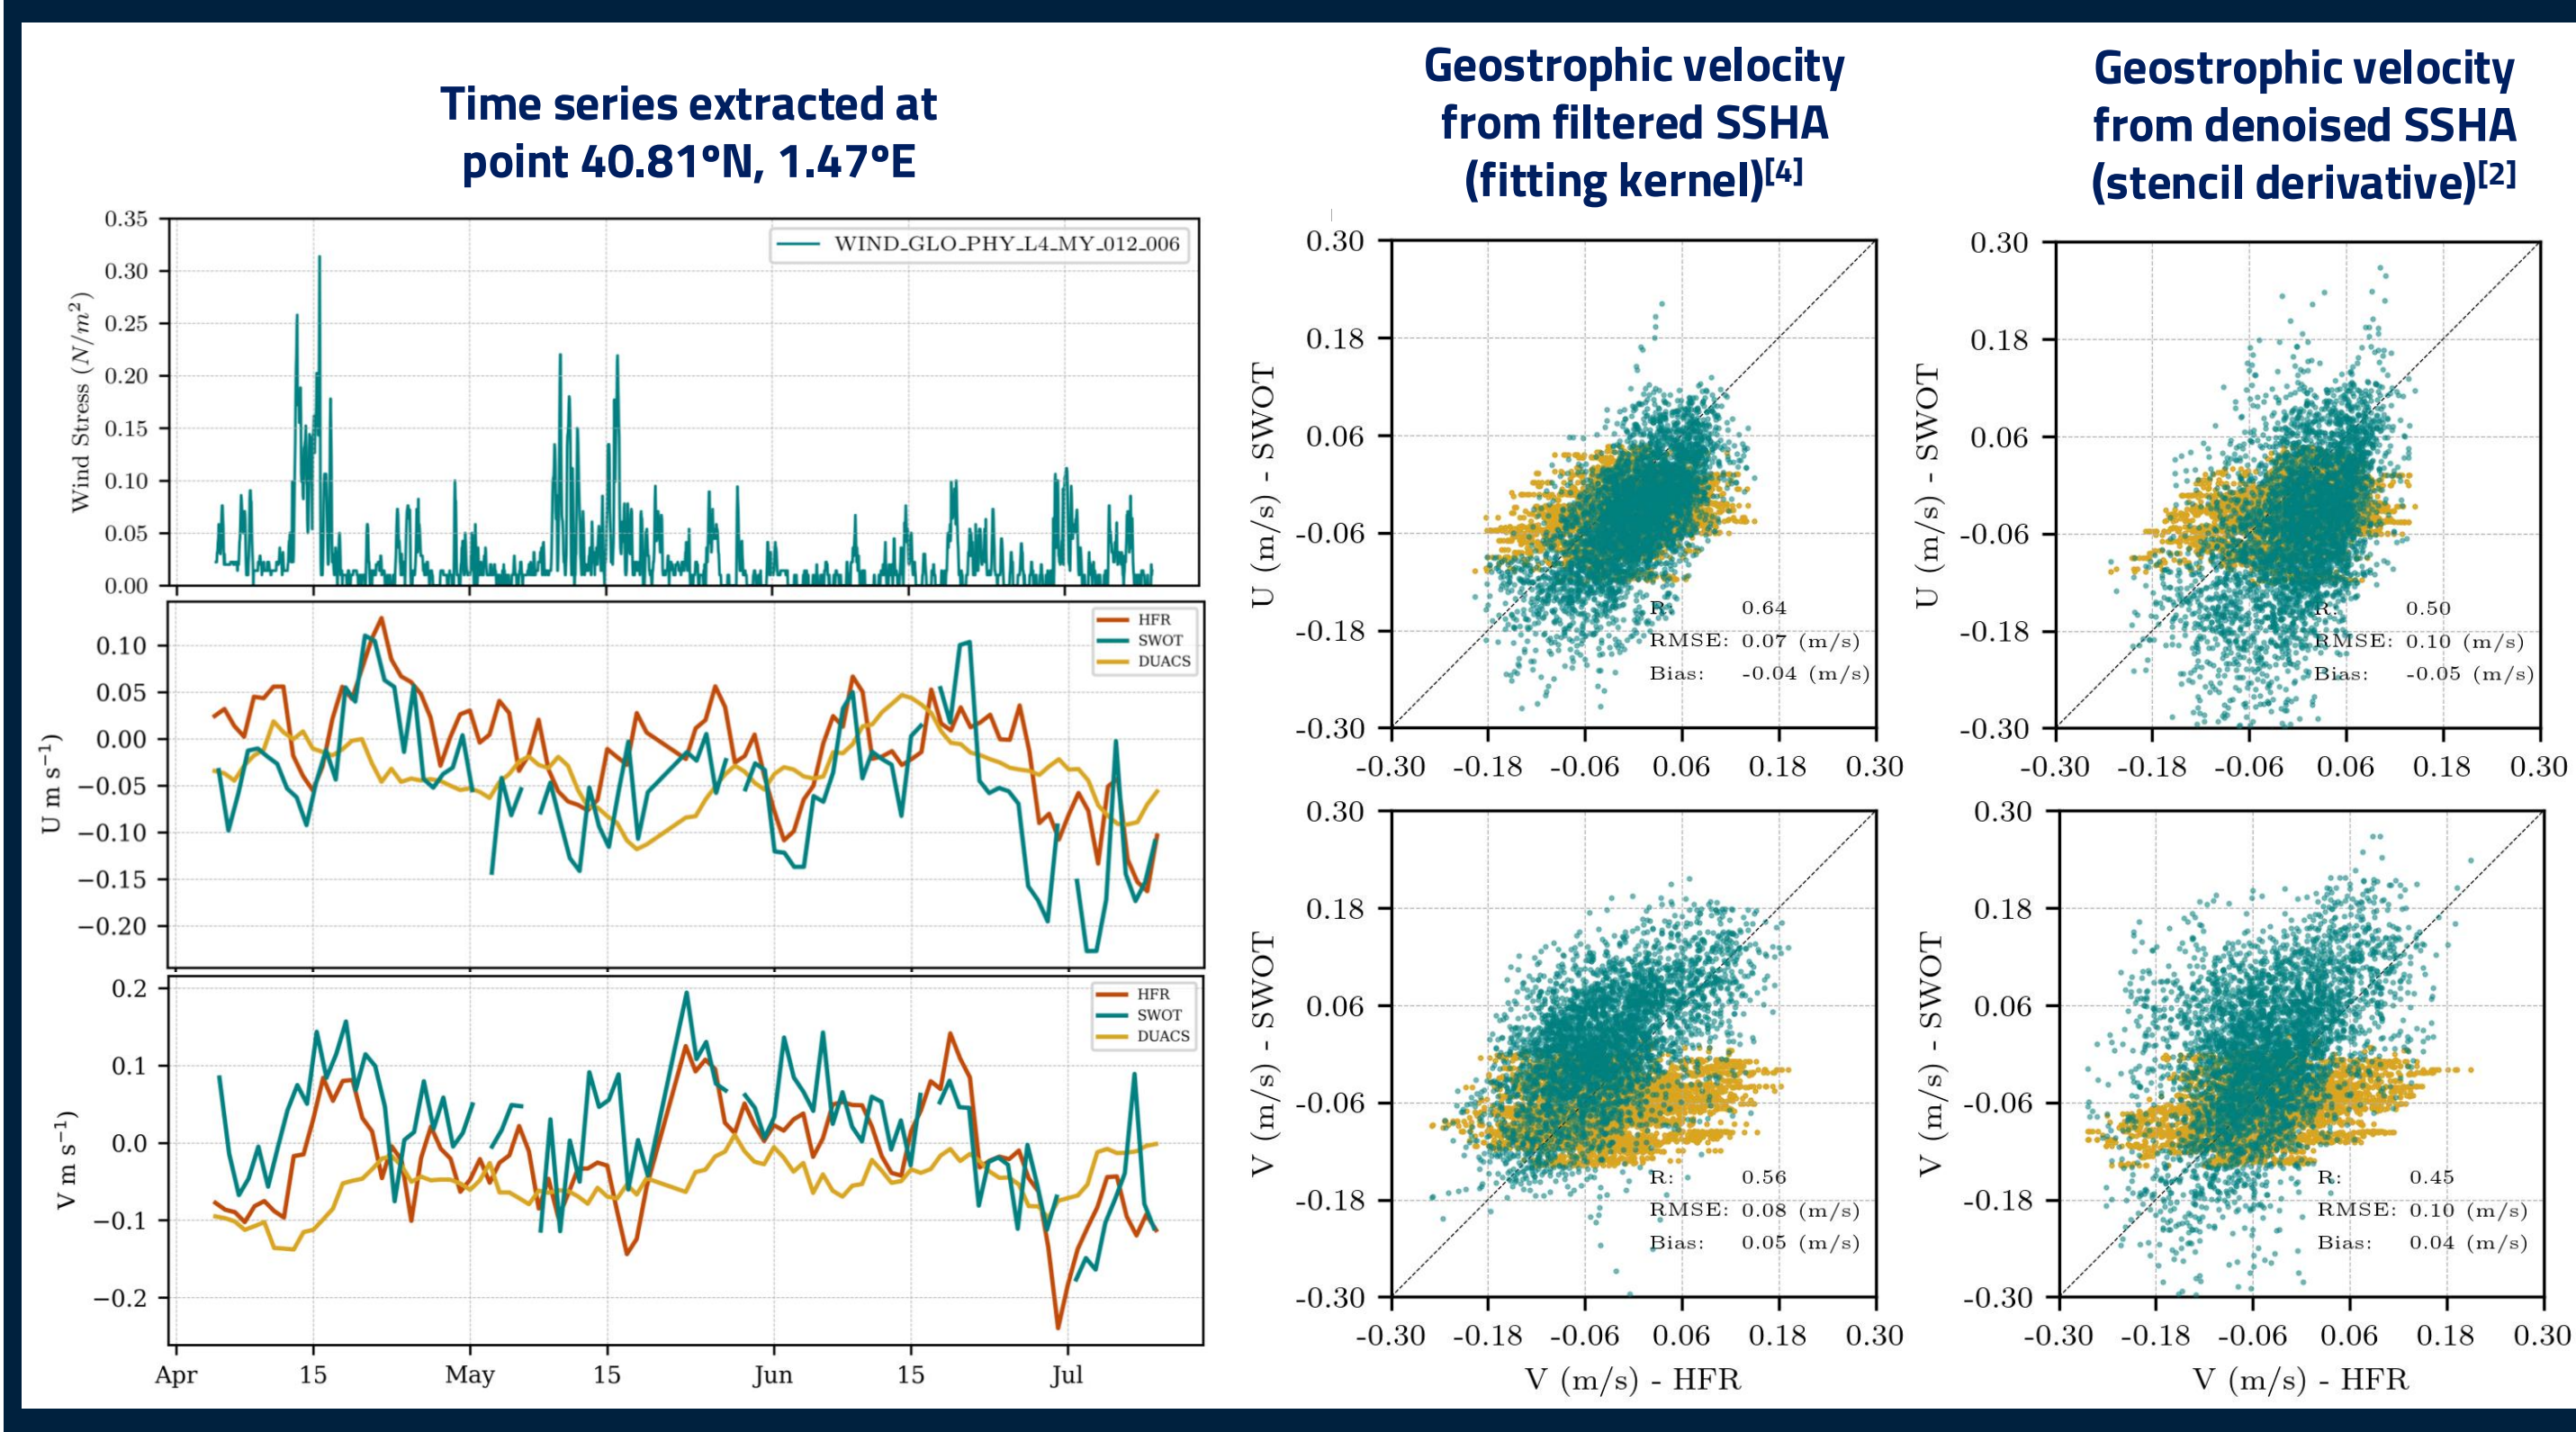 Time series extracted at
point 40.81ºN, 1.47ºE
0.35
0.30
0.25
0.20
0.15
0.10
0.05
0.00
Wind Stress (N/m²)
WIND_GLO_PHY_L4_MY_012_006
0.10
0.05
0.00
−0.05
−0.10
−0.15
−0.20
U m s⁻¹)
HFR
SWOT
DUACS
0.2
0.1
0.0
−0.1
−0.2
V m s⁻¹)
HFR
SWOT
DUACS
Apr 15 May 15 Jun 15 Jul
Geostrophic velocity
from filtered SSHA
(fitting kernel)[4]
0.30
0.18
0.06
-0.06
-0.18
-0.30
U (m/s) - SWOT
R: 0.64
RMSE: 0.07 (m/s)
Bias: -0.04 (m/s)
-0.30 -0.18 -0.06 0.06 0.18 0.30
0.30
0.18
0.06
-0.06
-0.18
-0.30
V (m/s) - SWOT
R: 0.56
RMSE: 0.08 (m/s)
Bias: 0.05 (m/s)
-0.30 -0.18 -0.06 0.06 0.18 0.30
V (m/s) - HFR
Geostrophic velocity
from denoised SSHA
(stencil derivative)[2]
0.30
0.18
0.06
-0.06
-0.18
-0.30
U (m/s) - SWOT
R: 0.50
RMSE: 0.10 (m/s)
Bias: -0.05 (m/s)
-0.30 -0.18 -0.06 0.06 0.18 0.30
0.30
0.18
0.06
-0.06
-0.18
-0.30
V (m/s) - SWOT
R: 0.45
RMSE: 0.10 (m/s)
Bias: 0.04 (m/s)
-0.30 -0.18 -0.06 0.06 0.18 0.30
V (m/s) - HFR